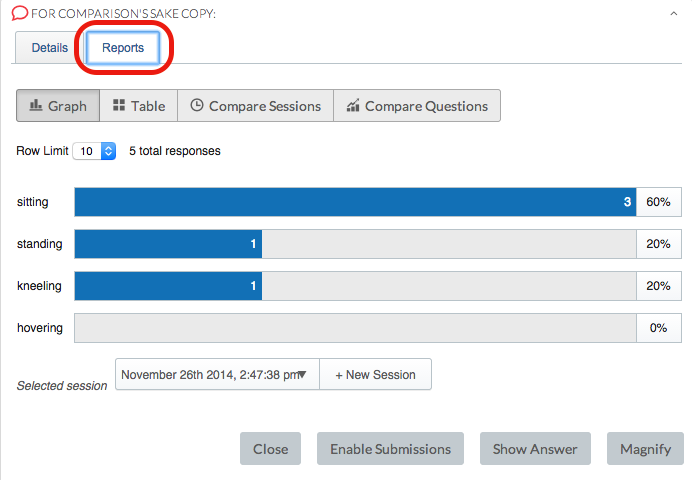 FOR COMPARISON'S SAKE COPY:
Details Reports
Graph Table Compare Sessions Compare Questions
Row Limit 10 5 total responses
sitting 3 60%
standing 1 20%
kneeling 1 20%
hovering 0%
Selected session November 26th 2014, 2:47:38 pm + New Session
Close Enable Submissions Show Answer Magnify